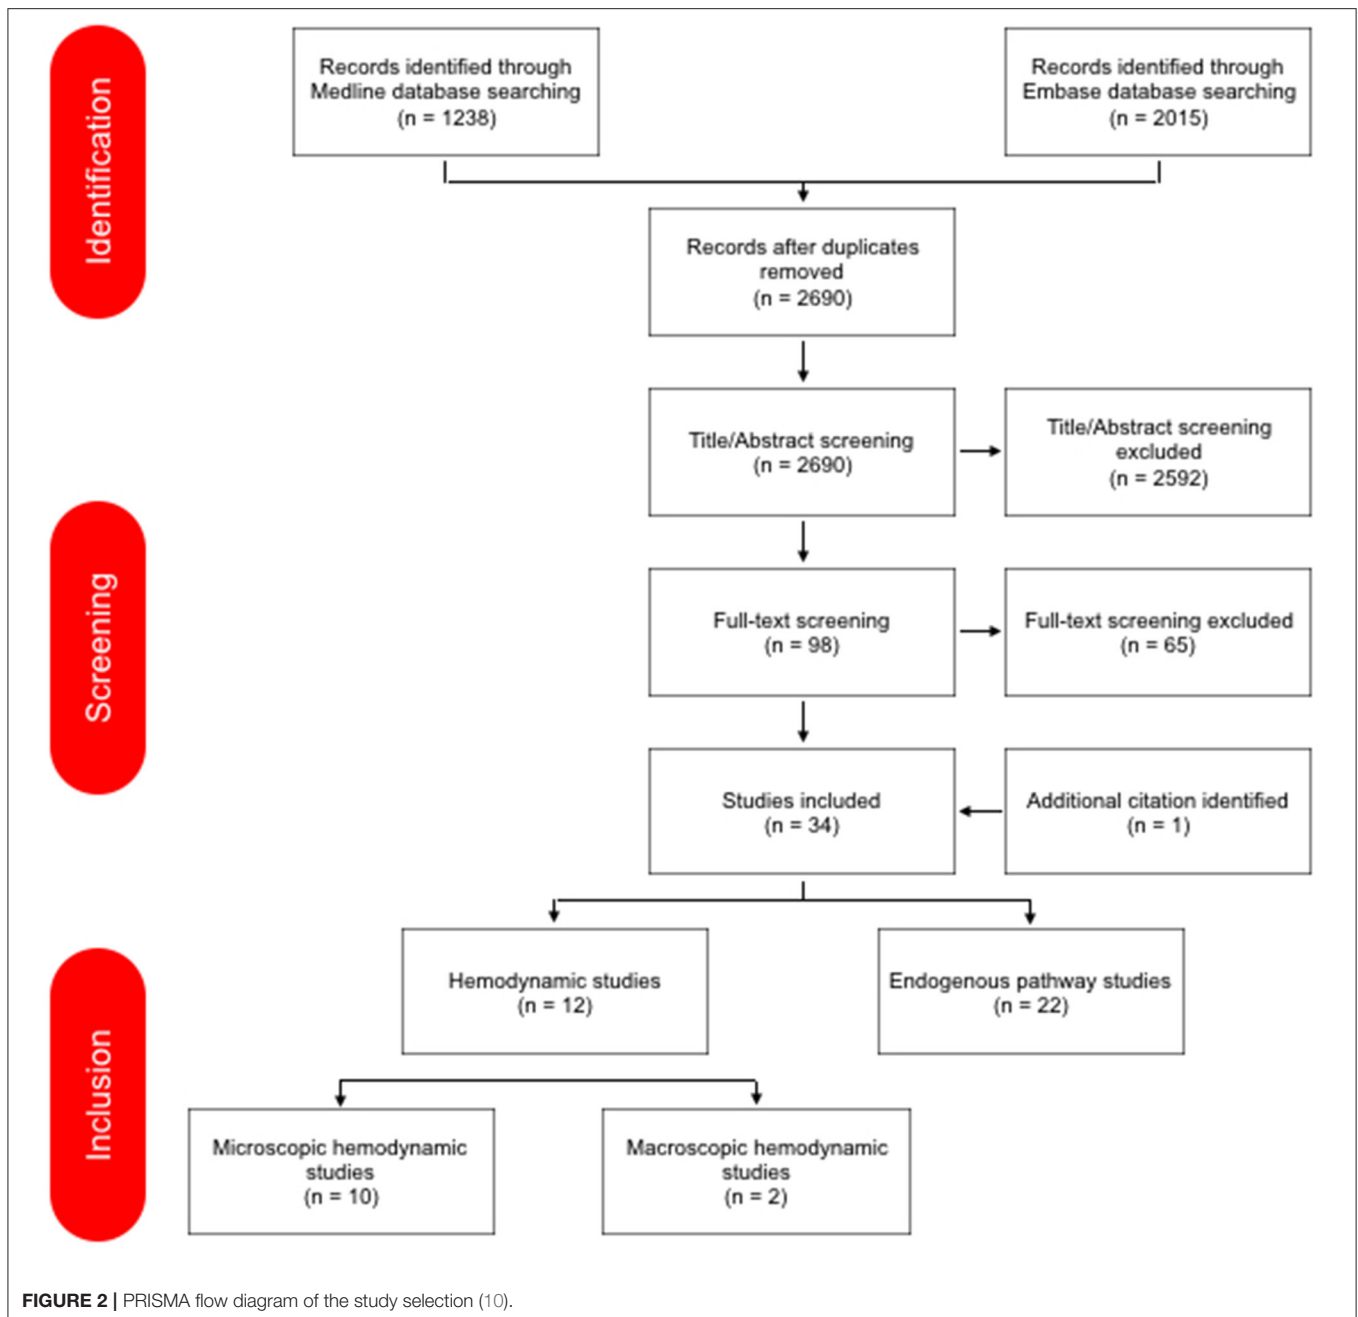 Identification
Records identified through
Medline database searching
(n = 1238)
Records identified through
Embase database searching
(n = 2015)
Records after duplicates
removed
(n = 2690)
Title/Abstract screening
(n = 2690)
Title/Abstract screening
excluded
(n = 2592)
Screening
Full-text screening
(n = 98)
Full-text screening excluded
(n = 65)
Studies included
(n = 34)
Additional citation identified
(n = 1)
Inclusion
Hemodynamic studies
(n = 12)
Endogenous pathway studies
(n = 22)
Microscopic hemodynamic
studies
(n = 10)
Macroscopic hemodynamic
studies
(n = 2)
FIGURE 2 | PRISMA flow diagram of the study selection (10).